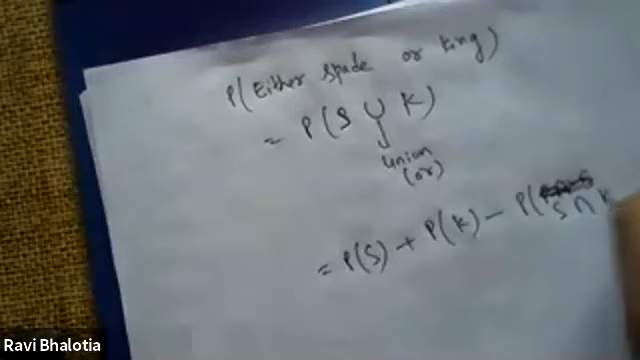 P(Either spade or king)
= P(S ∪ K)
union
(or)
= P(S) + P(K) - P(S ∩ K
Ravi Bhalotia